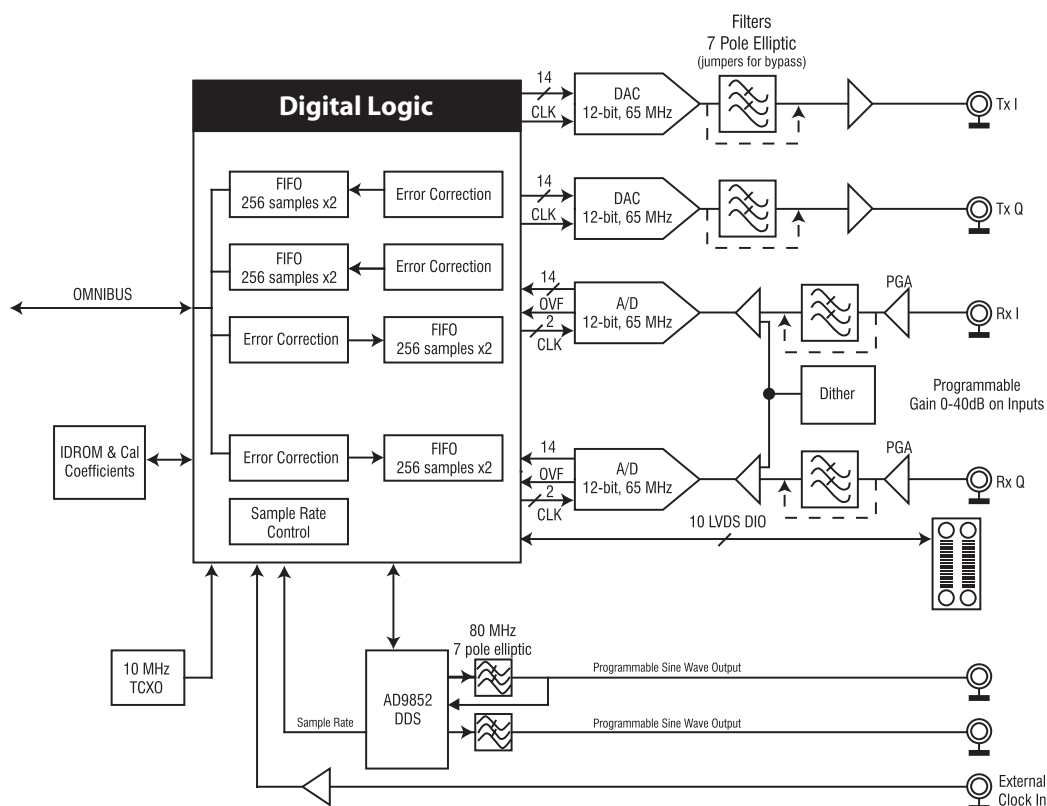 Filters
7 Pole Elliptic
(jumpers for bypass)
Digital Logic
14
CLK
DAC
12-bit, 65 MHz
Tx I
FIFO
256 samples x2
Error Correction
14
CLK
DAC
12-bit, 65 MHz
Tx Q
FIFO
256 samples x2
Error Correction
OMNIBUS
14
OVF
2
CLK
A/D
12-bit, 65 MHz
PGA
Rx I
Error Correction
FIFO
256 samples x2
Dither
Programmable
Gain 0-40dB on Inputs
IDROM & Cal
Coefficients
Error Correction
FIFO
256 samples x2
14
OVF
2
CLK
A/D
12-bit, 65 MHz
PGA
Rx Q
Sample Rate
Control
10 LVDS DIO
80 MHz
7 pole elliptic
10 MHz
TCXO
AD9852
DDS
Programmable Sine Wave Output
Sample Rate
Programmable Sine Wave Output
External
Clock In